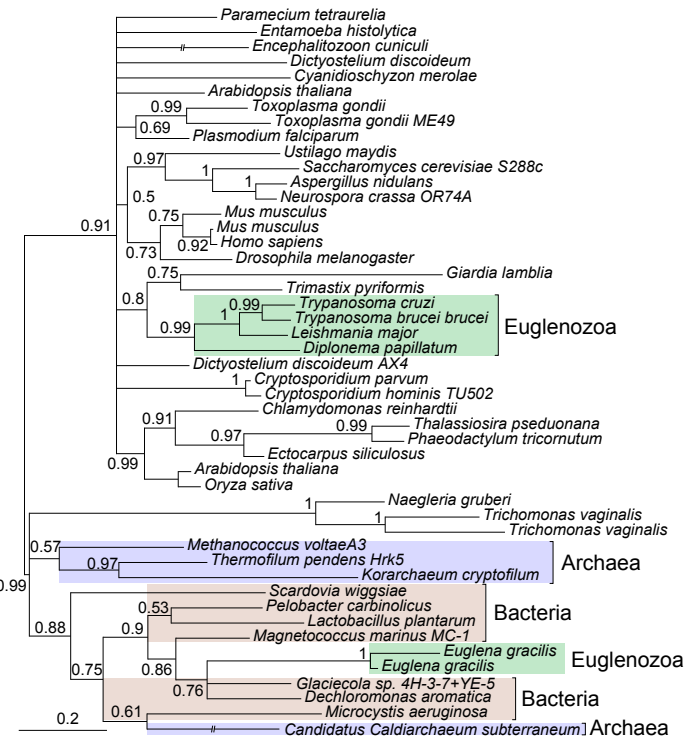 Paramecium tetraurelia
Entamoeba histolytica
Encephalitozoon cuniculi
Dictyostelium discoideum
Cyanidioschyzon merolae
Arabidopsis thaliana
0.99 Toxoplasma gondii
Toxoplasma gondii ME49
0.69
Plasmodium falciparum
Ustilago maydis
0.97
Saccharomyces cerevisiae S288c
1
Aspergillus nidulans
1
Neurospora crassa OR74A
0.5
Mus musculus
0.75
0.91
Mus musculus
Homo sapiens
0.92
0.73
Drosophila melanogaster
0.75 Giardia lamblia
Trimastix pyriformis
0.8
0.99 Trypanosoma cruzi
1 Trypanosoma brucei brucei
0.99 Leishmania major
Euglenozoa
Diplonema papillatum
Dictyostelium discoideum AX4
1 Cryptosporidium parvum
Cryptosporidium hominis TU502
Chlamydomonas reinhardtii
0.91
0.99 Thalassiosira pseduonana
0.97 Phaeodactylum tricornutum
Ectocarpus siliculosus
0.99
Arabidopsis thaliana
Oryza sativa
1 Naegleria gruberi
1 Trichomonas vaginalis
Trichomonas vaginalis
0.57 Methanococcus voltaeA3
0.97 Thermofilum pendens Hrk5
Archaea
Korarchaeum cryptofilum
0.99
Scardovia wiggsiae
0.53 Pelobacter carbinolicus
Bacteria
Lactobacillus plantarum
0.88 0.9
Magnetococcus marinus MC-1
1 Euglena gracilis
Euglenozoa
Euglena gracilis
0.75 0.86
Glaciecola sp. 4H-3-7+YE-5
0.76
Dechloromonas aromatica
Bacteria
0.61 Microcystis aeruginosa
0.2
Candidatus Caldiarchaeum subterraneum
Archaea